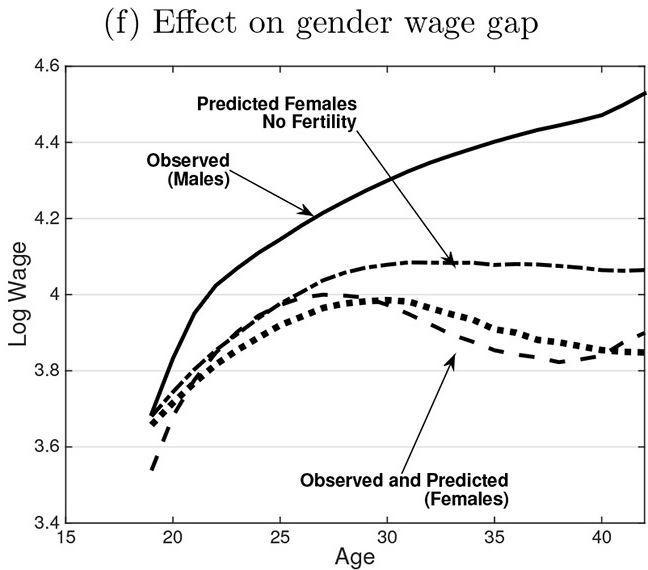 (f) Effect on gender wage gap
4.6
Predicted Females
No Fertility
4.4
Observed
(Males)
4.2
4
Log Wage
3.8
3.6
Observed and Predicted
(Females)
3.4
15
20
25
30
35
40
Age